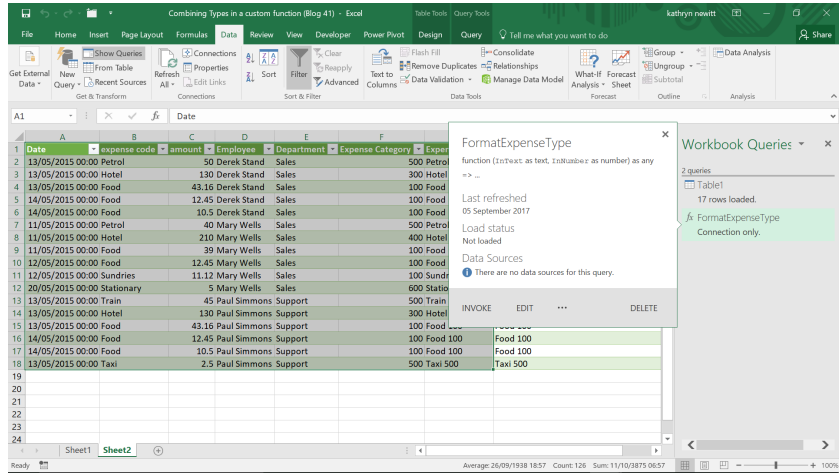 Combining Types in a custom function (Blog 41) - Excel Table Tools Query Tools kathryn newitt
File Home Insert Page Layout Formulas Data Review View Developer Power Pivot Design Query Tell me what you want to do Share
Get External Data New Query Show Queries From Table Recent Sources Refresh All Connections Properties Edit Links Sort Filter Clear Reapply Advanced Text to Columns Flash Fill Remove Duplicates Data Validation Consolidate Relationships Manage Data Model What-If Analysis Forecast Sheet Group Ungroup Subtotal Data Analysis
Get & Transform Connections Sort & Filter Data Tools Forecast Outline Analysis
A1 fx Date
A B C D E F
1 Date expense code amount Employee Department Expense Category Exper
2 13/05/2015 00:00 Petrol 50 Derek Stand Sales 500 Petrol
3 13/05/2015 00:00 Hotel 130 Derek Stand Sales 300 Hotel
4 13/05/2015 00:00 Food 43.16 Derek Stand Sales 100 Food
5 14/05/2015 00:00 Food 12.45 Derek Stand Sales 100 Food
6 14/05/2015 00:00 Food 10.5 Derek Stand Sales 100 Food
7 11/05/2015 00:00 Petrol 40 Mary Wells Sales 500 Petrol
8 11/05/2015 00:00 Hotel 210 Mary Wells Sales 400 Hotel
9 11/05/2015 00:00 Food 39 Mary Wells Sales 100 Food
10 12/05/2015 00:00 Food 12.45 Mary Wells Sales 100 Food
11 12/05/2015 00:00 Sundries 11.12 Mary Wells Sales 100 Sundr
12 20/05/2015 00:00 Stationary 5 Mary Wells Sales 600 Statio
13 13/05/2015 00:00 Train 45 Paul Simmons Support 500 Train
14 13/05/2015 00:00 Hotel 130 Paul Simmons Support 300 Hotel
15 13/05/2015 00:00 Food 43.16 Paul Simmons Support 100 Food 100 Food 100
16 14/05/2015 00:00 Food 12.45 Paul Simmons Support 100 Food 100 Food 100
17 14/05/2015 00:00 Food 10.5 Paul Simmons Support 100 Food 100 Food 100
18 13/05/2015 00:00 Taxi 2.5 Paul Simmons Support 500 Taxi 500 Taxi 500
19
20
21
22
23
24
FormatExpenseType
function (InText as text, InNumber as number) as any
=> ...
Last refreshed
05 September 2017
Load status
Not loaded
Data Sources
There are no data sources for this query.
INVOKE EDIT ... DELETE
Workbook Queries
2 queries
Table1
17 rows loaded.
fx FormatExpenseType
Connection only.
Sheet1 Sheet2
Ready Average: 26/09/1938 18:57 Count: 126 Sum: 11/10/3875 06:57 100%